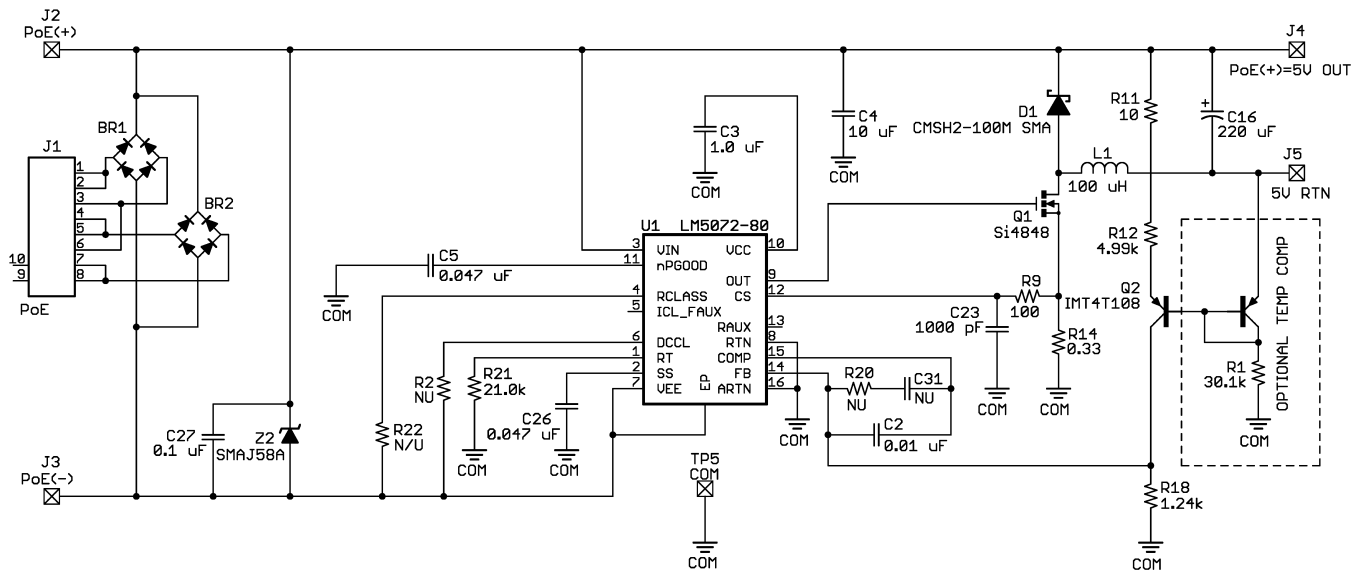 J2
PoE(+)
J4
PoE(+)=5V OUT
BR1
J1
1
2
3
4
5
6
7
8
10
9
PoE
BR2
C3
1.0 uF
COM
C4
10 uF
COM
D1
CMSH2-100M SMA
R11
10
+
C16
220 uF
L1
100 uH
J5
5V RTN
Q1
Si4848
U1 LM5072-80
3 VIN
11 nPGOOD
4 RCLASS
5 ICL_FAUX
6 DCCL
1 RT
2 SS
7 VEE
EP
VCC 10
OUT 9
CS 12
RAUX 13
RTN 8
COMP 15
FB 14
ARTN 16
C5
0.047 uF
COM
R12
4.99k
Q2
IMT4T108
OPTIONAL TEMP COMP
R1
30.1k
COM
R9
100
C23
1000 pF
COM
R14
0.33
COM
R2
NU
R21
21.0k
COM
R22
N/U
C26
0.047 uF
COM
COM
R20
NU
C31
NU
C2
0.01 uF
C27
0.1 uF
Z2
SMAJ58A
J3
PoE(-)
TP5
COM
COM
R18
1.24k
COM